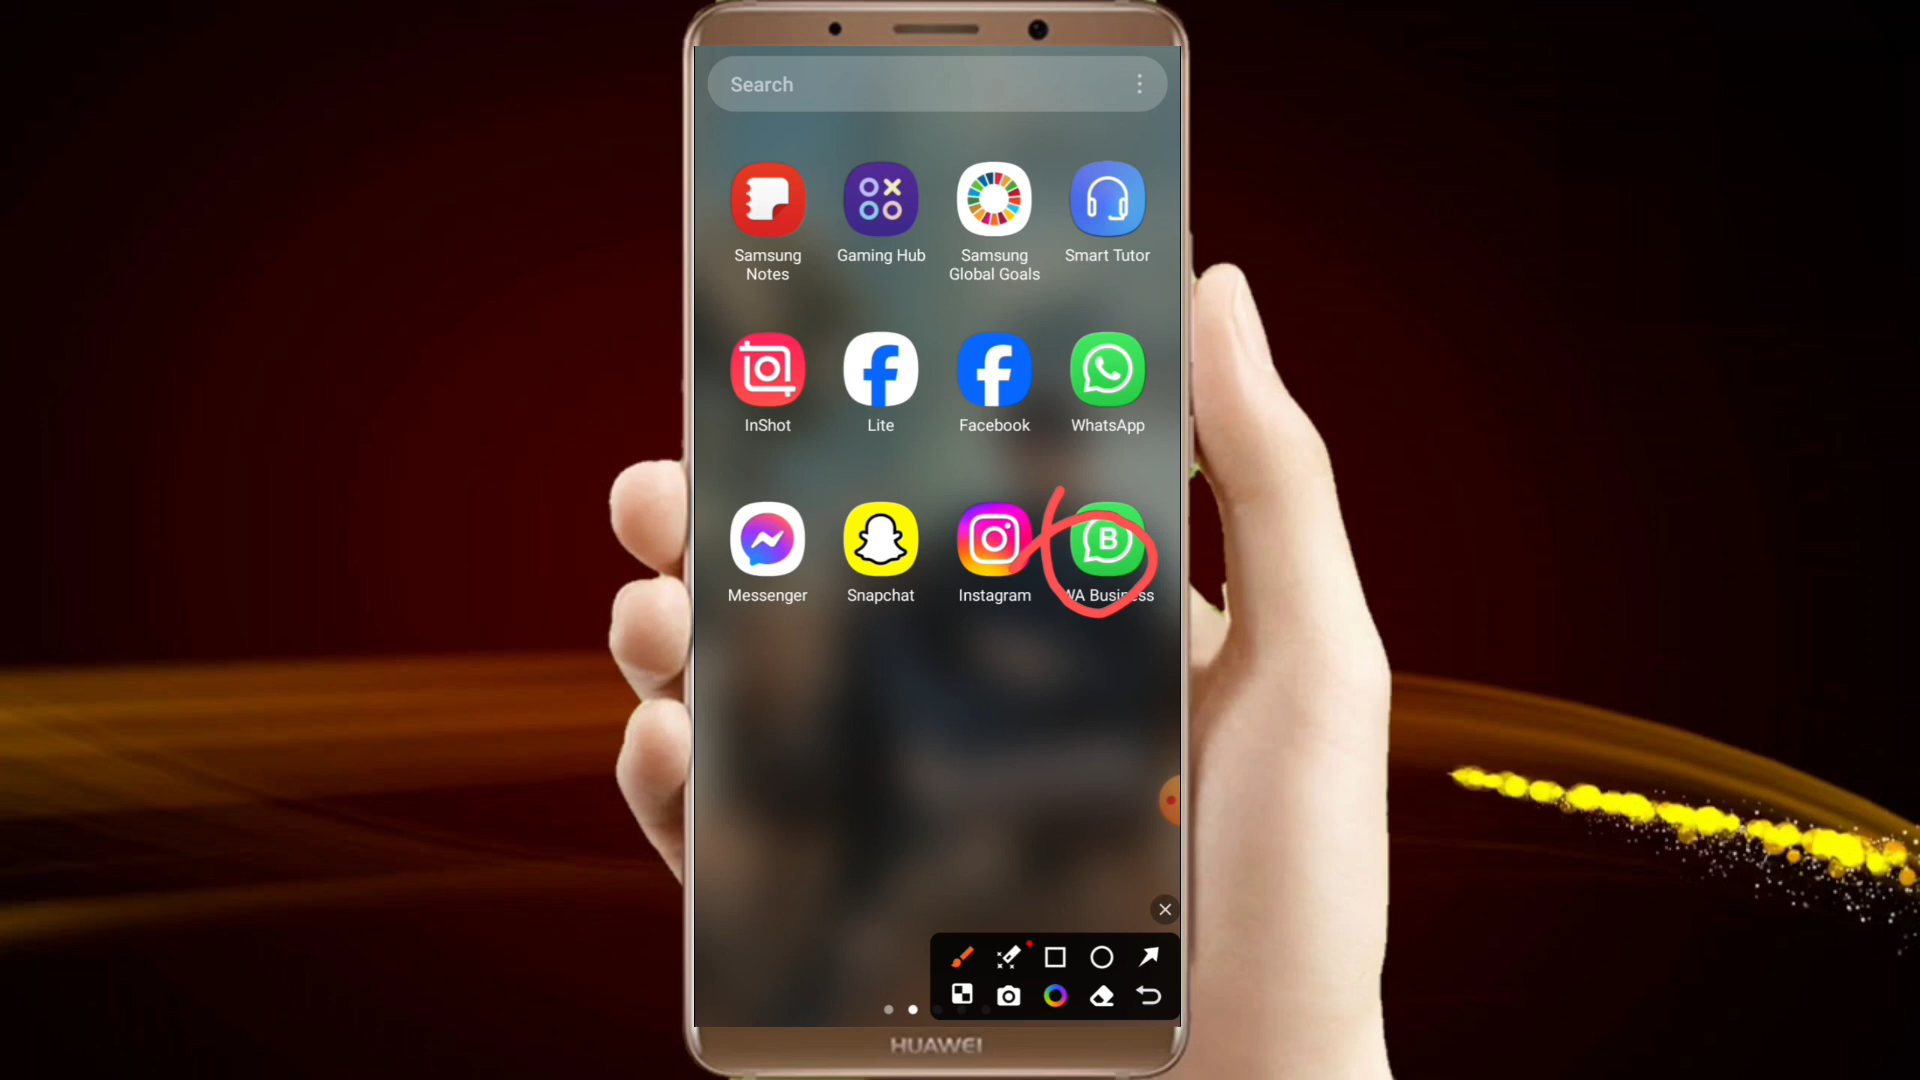 Search
Samsung Notes
Gaming Hub
Samsung Global Goals
Smart Tutor
InShot
Lite
Facebook
WhatsApp
Messenger
Snapchat
Instagram
B
WA Business
HUAWEI